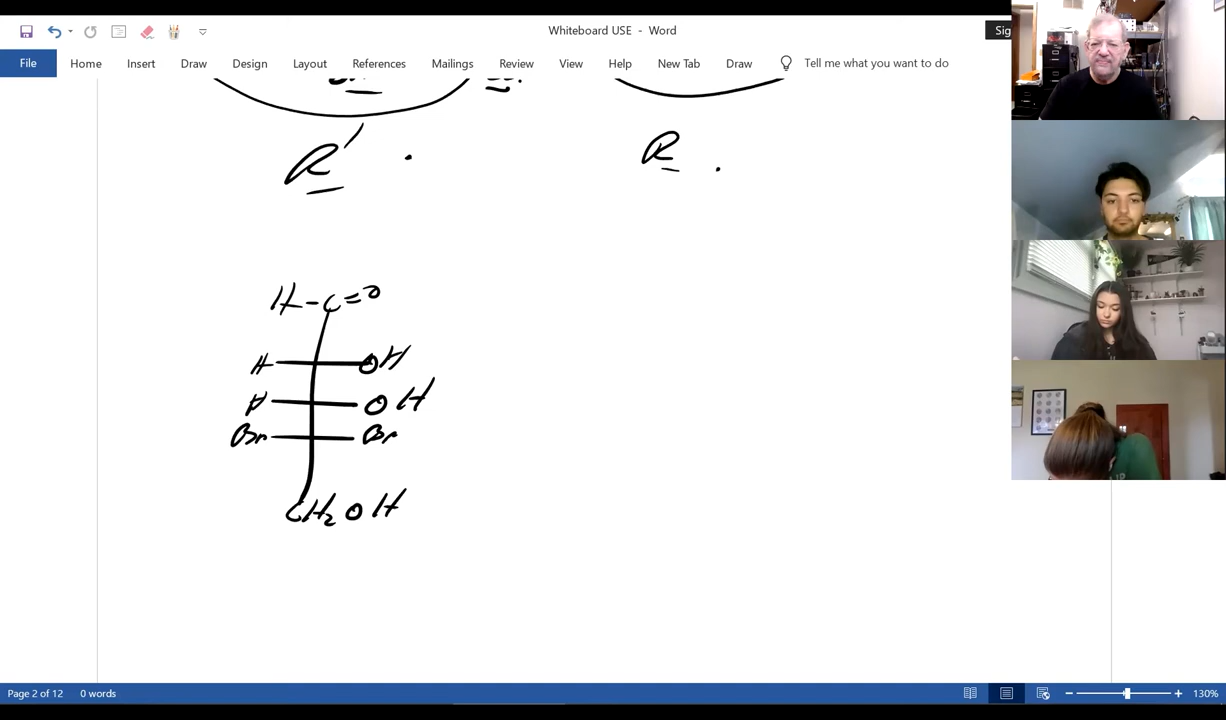 Whiteboard USE - Word
Sig
File Home Insert Draw Design Layout References Mailings Review View Help New Tab Draw Tell me what you want to do
R' .
R .
H-C=O
H OH
H OH
Br Br
CH₂OH
Page 2 of 12 0 words
130%